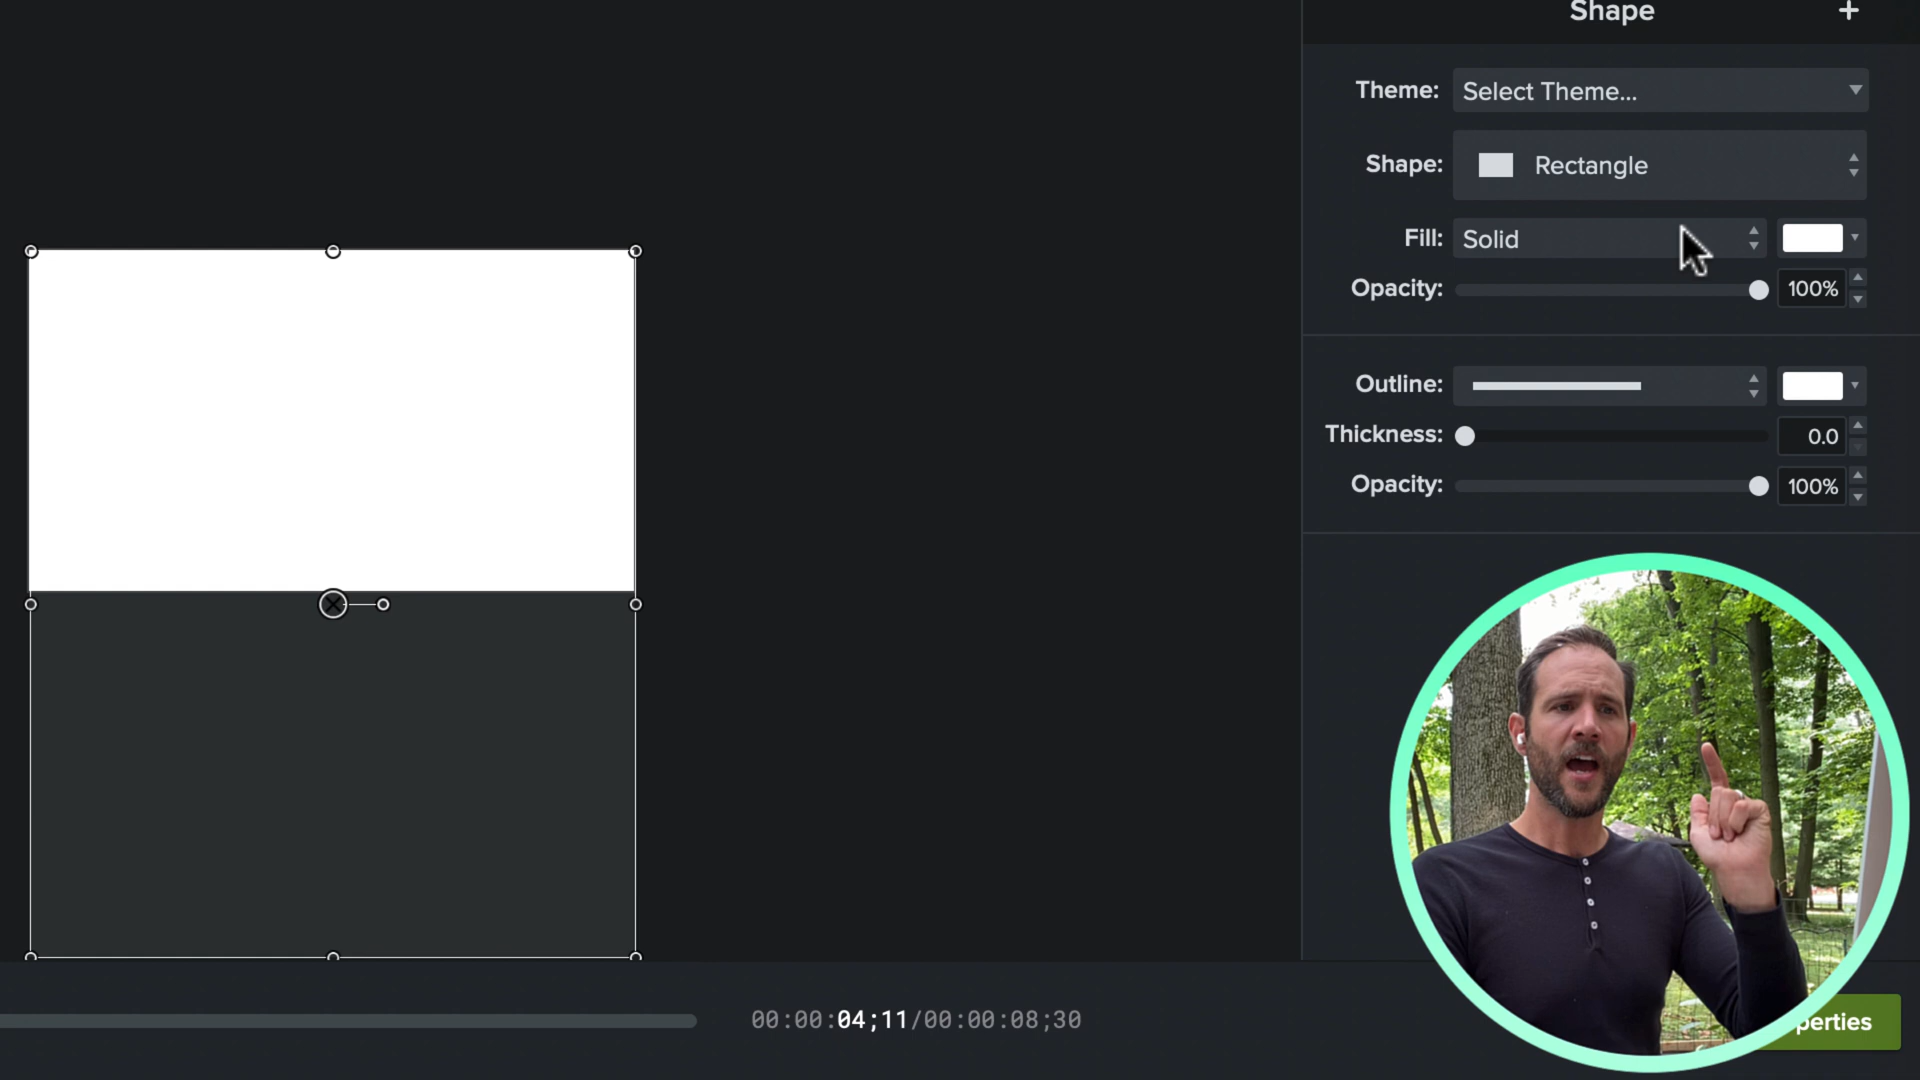 Shape +
Theme: Select Theme...
Shape: Rectangle
Fill: Solid
Opacity: 100%
Outline:
Thickness: 0.0
Opacity: 100%
00:00:04;11/00:00:08;30
perties